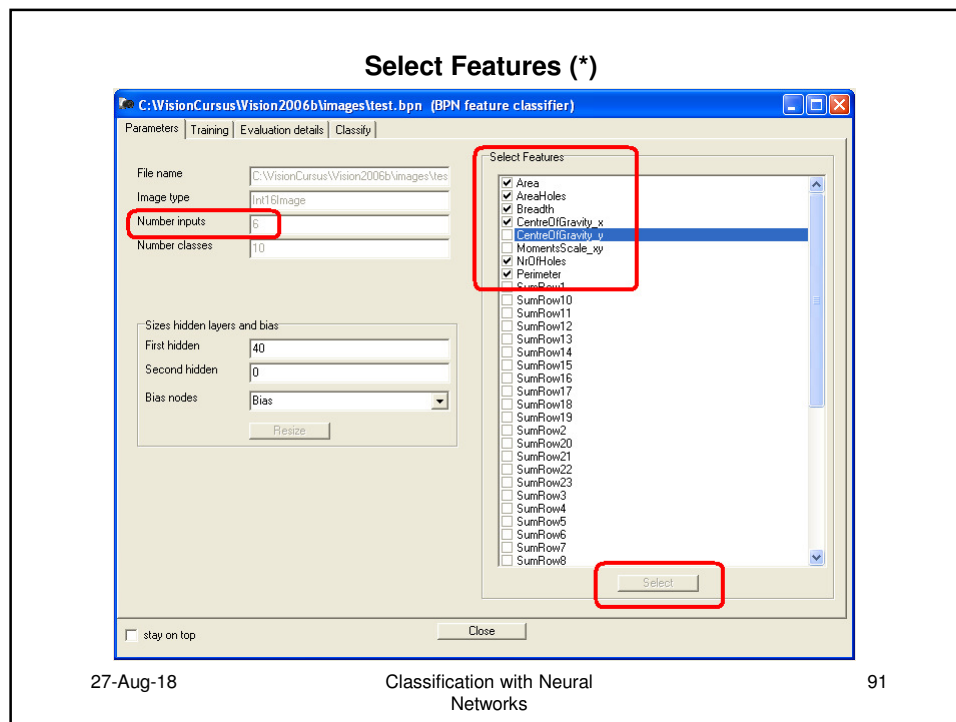 Select Features (*)
C:\VisionCursus\Vision2006b\images\test.bpn (BPN feature classifier)
Parameters Training Evaluation details Classify
File name C:\VisionCursus\Vision2006b\images\tes
Image type Int16Image
Number inputs 6
Number classes 10
Sizes hidden layers and bias
First hidden 40
Second hidden 0
Bias nodes Bias
Resize
Select Features
Area
AreaHoles
Breadth
CentreOfGravity_x
CentreOfGravity_y
MomentsScale_xy
NrOfHoles
Perimeter
SumRow1
SumRow10
SumRow11
SumRow12
SumRow13
SumRow14
SumRow15
SumRow16
SumRow17
SumRow18
SumRow19
SumRow2
SumRow20
SumRow21
SumRow22
SumRow23
SumRow3
SumRow4
SumRow5
SumRow6
SumRow7
SumRow8
Select
stay on top
Close
27-Aug-18
Classification with Neural
Networks
91